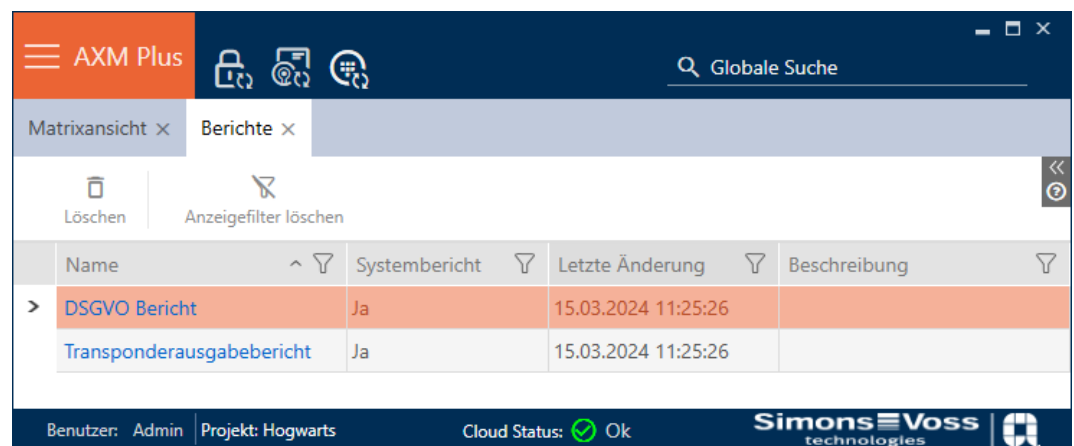 AXM Plus
Globale Suche
Matrixansicht
Berichte
Löschen
Anzeigefilter löschen
Name Systembericht Letzte Änderung Beschreibung
DSGVO Bericht Ja 15.03.2024 11:25:26
Transponderausgabebericht Ja 15.03.2024 11:25:26
Benutzer: Admin Projekt: Hogwarts Cloud Status: Ok SimonsVoss
technologies